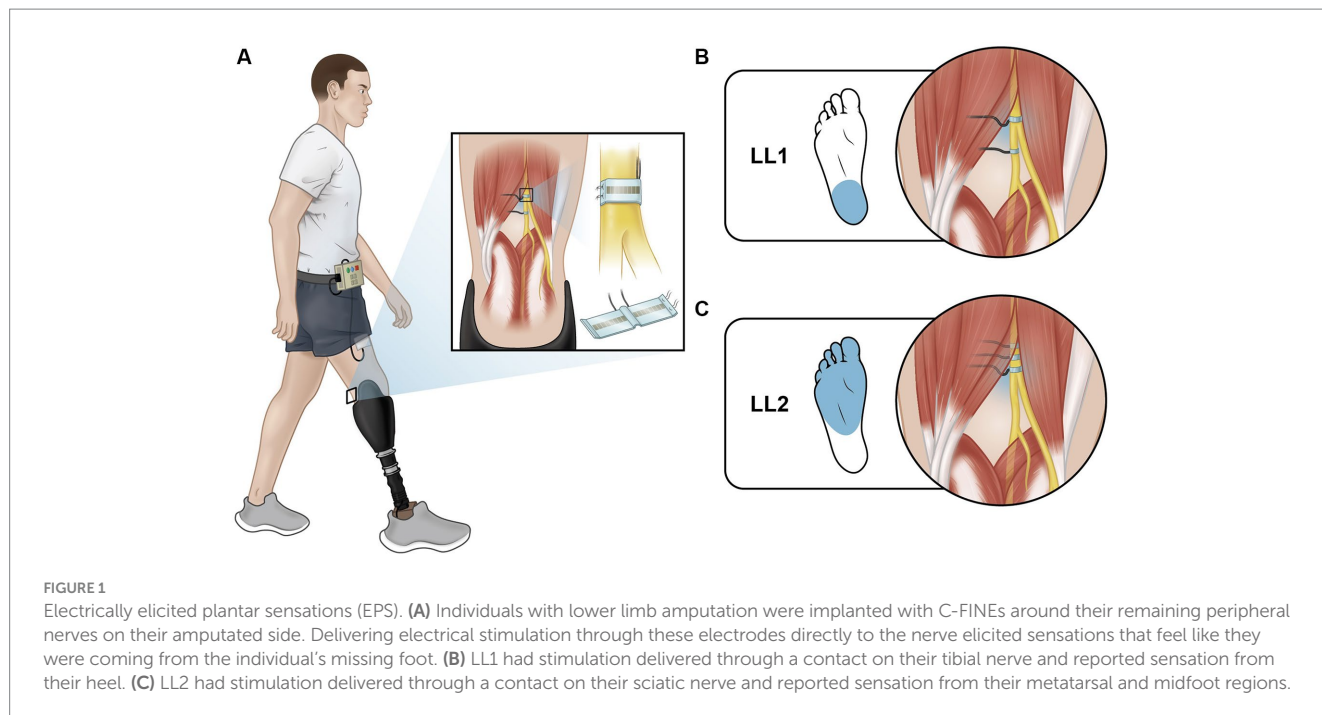 A
B
LL1
C
LL2
FIGURE 1
Electrically elicited plantar sensations (EPS). (A) Individuals with lower limb amputation were implanted with C-FINEs around their remaining peripheral
nerves on their amputated side. Delivering electrical stimulation through these electrodes directly to the nerve elicited sensations that feel like they
were coming from the individual's missing foot. (B) LL1 had stimulation delivered through a contact on their tibial nerve and reported sensation from
their heel. (C) LL2 had stimulation delivered through a contact on their sciatic nerve and reported sensation from their metatarsal and midfoot regions.